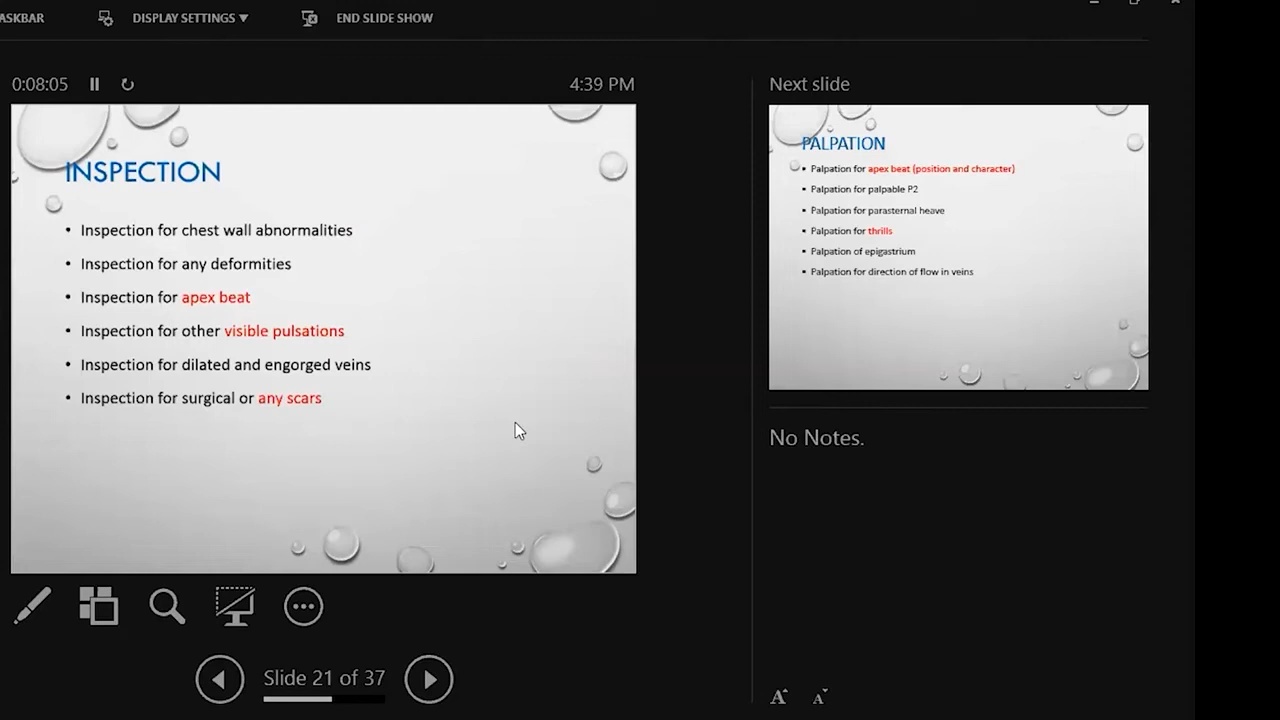 ASKBAR
DISPLAY SETTINGS ▼
END SLIDE SHOW
0:08:05
4:39 PM
INSPECTION
• Inspection for chest wall abnormalities
• Inspection for any deformities
• Inspection for apex beat
• Inspection for other visible pulsations
• Inspection for dilated and engorged veins
• Inspection for surgical or any scars
Slide 21 of 37
Next slide
PALPATION
▪ Palpation for apex beat (position and character)
▪ Palpation for palpable P2
▪ Palpation for parasternal heave
▪ Palpation for thrills
▪ Palpation of epigastrium
▪ Palpation for direction of flow in veins
No Notes.
A A